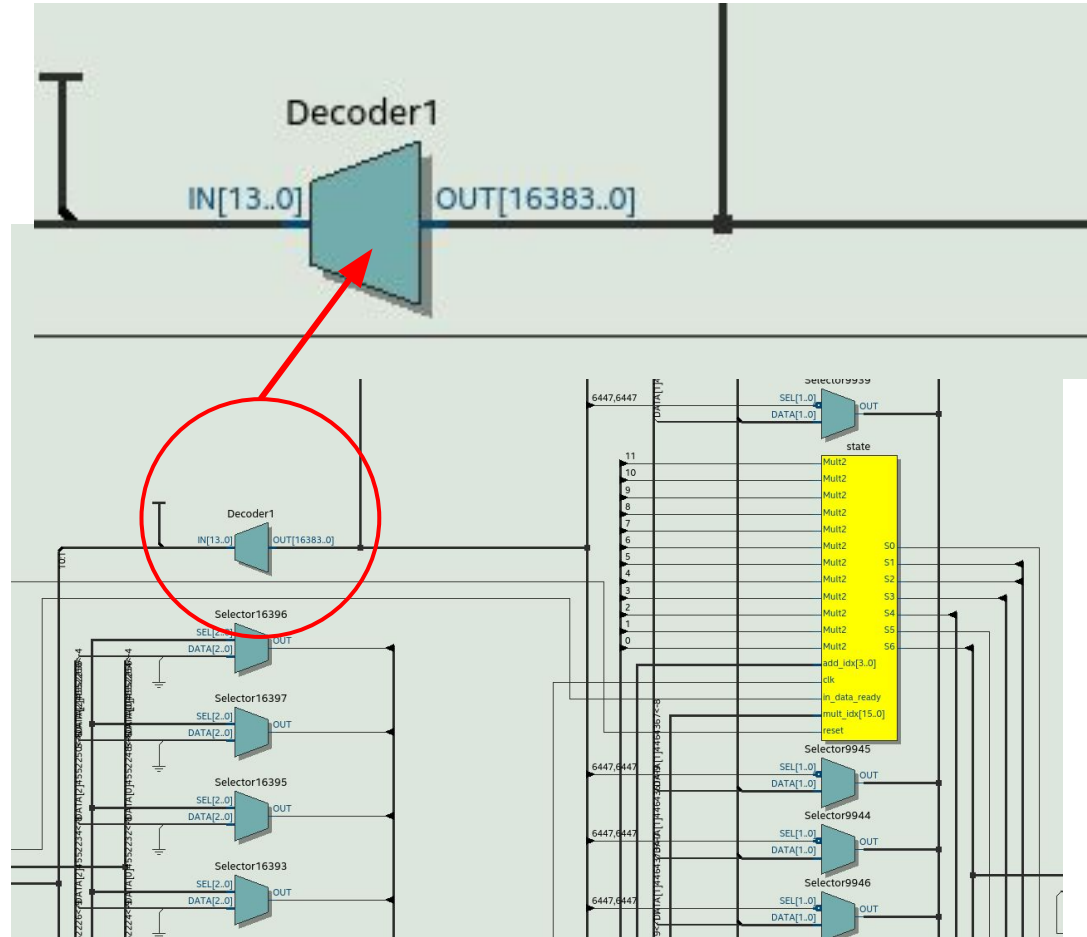 Decoder1
IN[13..0]
OUT[16383..0]
Selector9939
6447,6447
SEL[1..0]
DATA[1..0]
OUT
state
11
10
9
8
7
6
5
4
3
2
1
0
Mult2
Mult2
Mult2
Mult2
Mult2
Mult2
Mult2
Mult2
Mult2
Mult2
Mult2
Mult2
add_idx[3..0]
clk
in_data_ready
mult_idx[15..0]
reset
S0
S1
S2
S3
S4
S5
S6
Decoder1
IN[13..0]
OUT[16383..0]
Selector16396
SEL[2..0]
DATA[2..0]
OUT
Selector16397
SEL[2..0]
DATA[2..0]
OUT
Selector16395
SEL[2..0]
DATA[2..0]
OUT
Selector16393
SEL[2..0]
DATA[2..0]
OUT
Selector9945
6447,6447
SEL[1..0]
DATA[1..0]
OUT
Selector9944
6447,6447
SEL[1..0]
DATA[1..0]
OUT
Selector9946
6447,6447
SEL[1..0]
DATA[1..0]
OUT